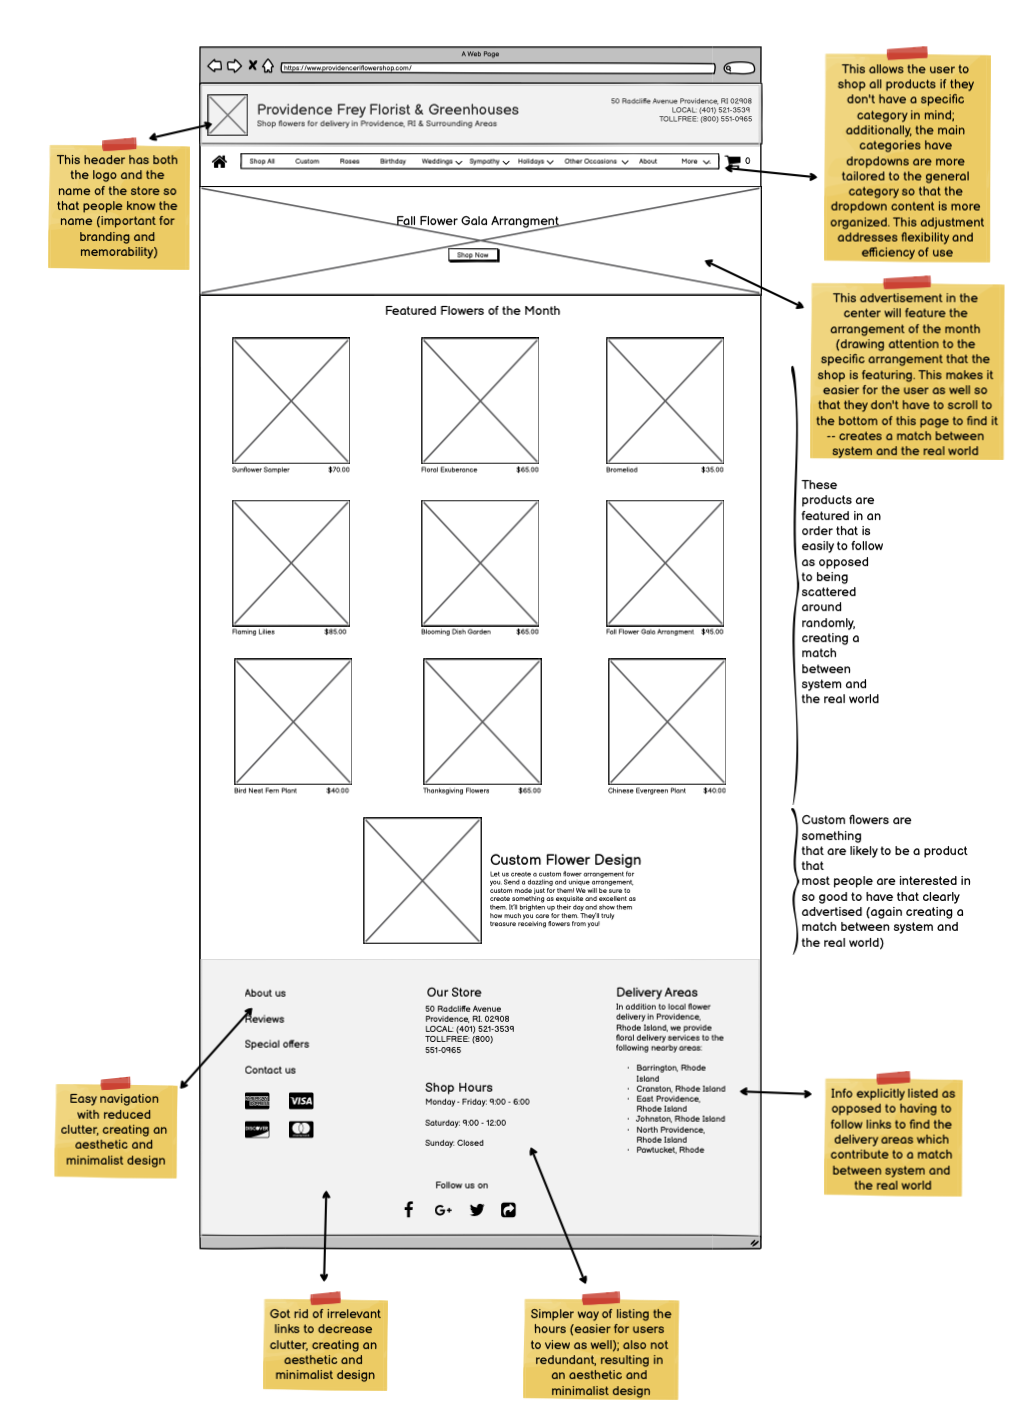 A Web Page
https://www.providenceriflowershop.com/
Providence Frey Florist & Greenhouses
Shop flowers for delivery in Providence, RI & Surrounding Areas
50 Radcliffe Avenue Providence, RI 02908
LOCAL: (401) 521-3539
TOLLFREE: (800) 551-0965
Shop All Custom Roses Birthday Weddings Sympathy Holidays Other Occasions About More 0
Fall Flower Gala Arrangment
Shop Now
Featured Flowers of the Month
Sunflower Sampler $70.00
Floral Exuberance $65.00
Bromeliad $35.00
Flaming Lilies $85.00
Blooming Dish Garden $65.00
Fall Flower Gala Arrangment $95.00
Bird Nest Fern Plant $40.00
Thanksgiving Flowers $65.00
Chinese Evergreen Plant $40.00
Custom Flower Design
Let us create a custom flower arrangement for
you. Send a dazzling and unique arrangement,
custom made just for them! We will be sure to
create something as exquisite and excellent as
them. It'll brighten up their day and show them
how much you care for them. They'll truly
treasure receiving flowers from you!
About us
Reviews
Special offers
Contact us
VISA
DISCOVER
Our Store
50 Radcliffe Avenue
Providence, RI. 02908
LOCAL: (401) 521-3539
TOLLFREE: (800)
551-0965
Shop Hours
Monday - Friday: 9:00 - 6:00
Saturday: 9:00 - 12:00
Sunday: Closed
Follow us on
G+
Delivery Areas
In addition to local flower
delivery in Providence,
Rhode Island, we provide
floral delivery services to the
following nearby areas:
Barrington, Rhode
Island
Cranston, Rhode Island
East Providence,
Rhode Island
Johnston, Rhode Island
North Providence,
Rhode Island
Pawtucket, Rhode
This header has both
the logo and the
name of the store so
that people know the
name (important for
branding and
memorability)
This allows the user to
shop all products if they
don't have a specific
category in mind;
additionally, the main
categories have
dropdowns are more
tailored to the general
category so that the
dropdown content is more
organized. This adjustment
addresses flexibility and
efficiency of use
This advertisement in the
center will feature the
arrangement of the month
(drawing attention to the
specific arrangement that the
shop is featuring. This makes it
easier for the user as well so
that they don't have to scroll to
the bottom of this page to find it
-- creates a match between
system and the real world
These
products are
featured in an
order that is
easily to follow
as opposed
to being
scattered
around
randomly,
creating a
match
between
system and
the real world
Custom flowers are
something
that are likely to be a product
that
most people are interested in
so good to have that clearly
advertised (again creating a
match between system and
the real world)
Easy navigation
with reduced
clutter, creating an
aesthetic and
minimalist design
Info explicitly listed as
opposed to having to
follow links to find the
delivery areas which
contribute to a match
between system and
the real world
Got rid of irrelevant
links to decrease
clutter, creating an
aesthetic and
minimalist design
Simpler way of listing the
hours (easier for users
to view as well); also not
redundant, resulting in
an aesthetic and
minimalist design